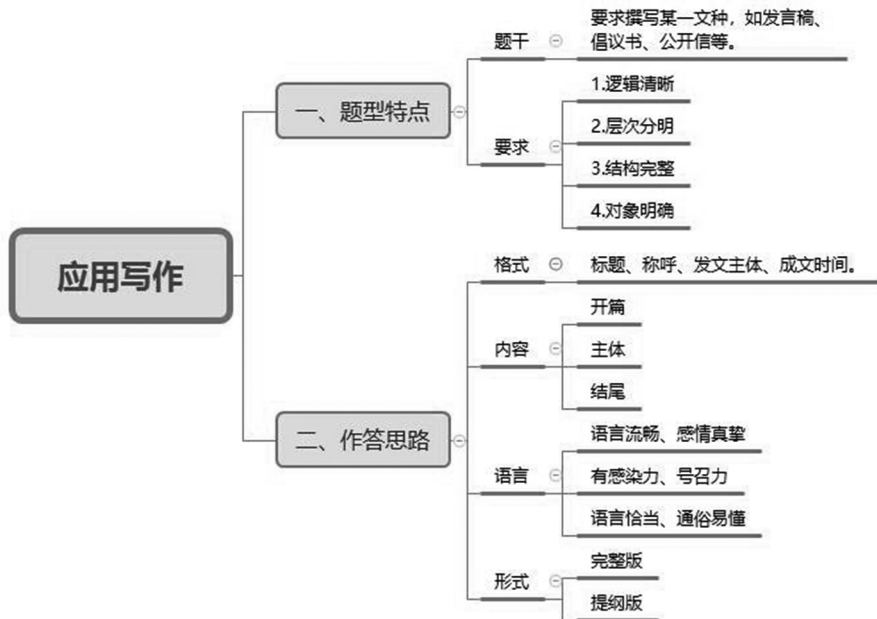 应用写作
一、题型特点
题干
要求撰写某一文种，如发言稿、
倡议书、公开信等。
要求
1.逻辑清晰
2.层次分明
3.结构完整
4.对象明确
二、作答思路
格式
标题、称呼、发文主体、成文时间。
内容
开篇
主体
结尾
语言
语言流畅、感情真挚
有感染力、号召力
语言恰当、通俗易懂
形式
完整版
提纲版